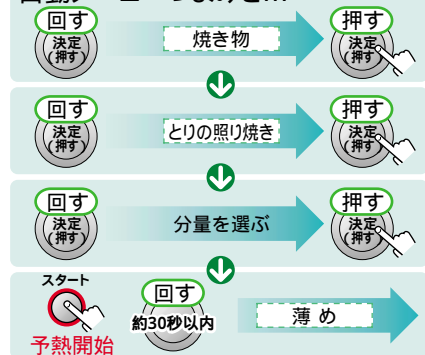 回す
決定
(押す)
焼き物
押す
決定
(押す)
回す
決定
(押す)
とりの照り焼き
押す
決定
(押す)
回す
決定
(押す)
分量を選ぶ
押す
決定
(押す)
スタート
予熱開始
回す
約30秒以内
薄め